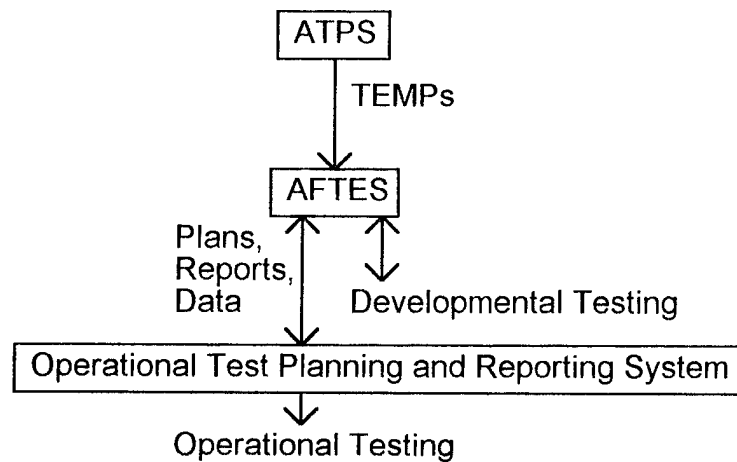 ATPS
TEMPs
AFTES
Plans,
Reports,
Data
Developmental Testing
Operational Test Planning and Reporting System
Operational Testing